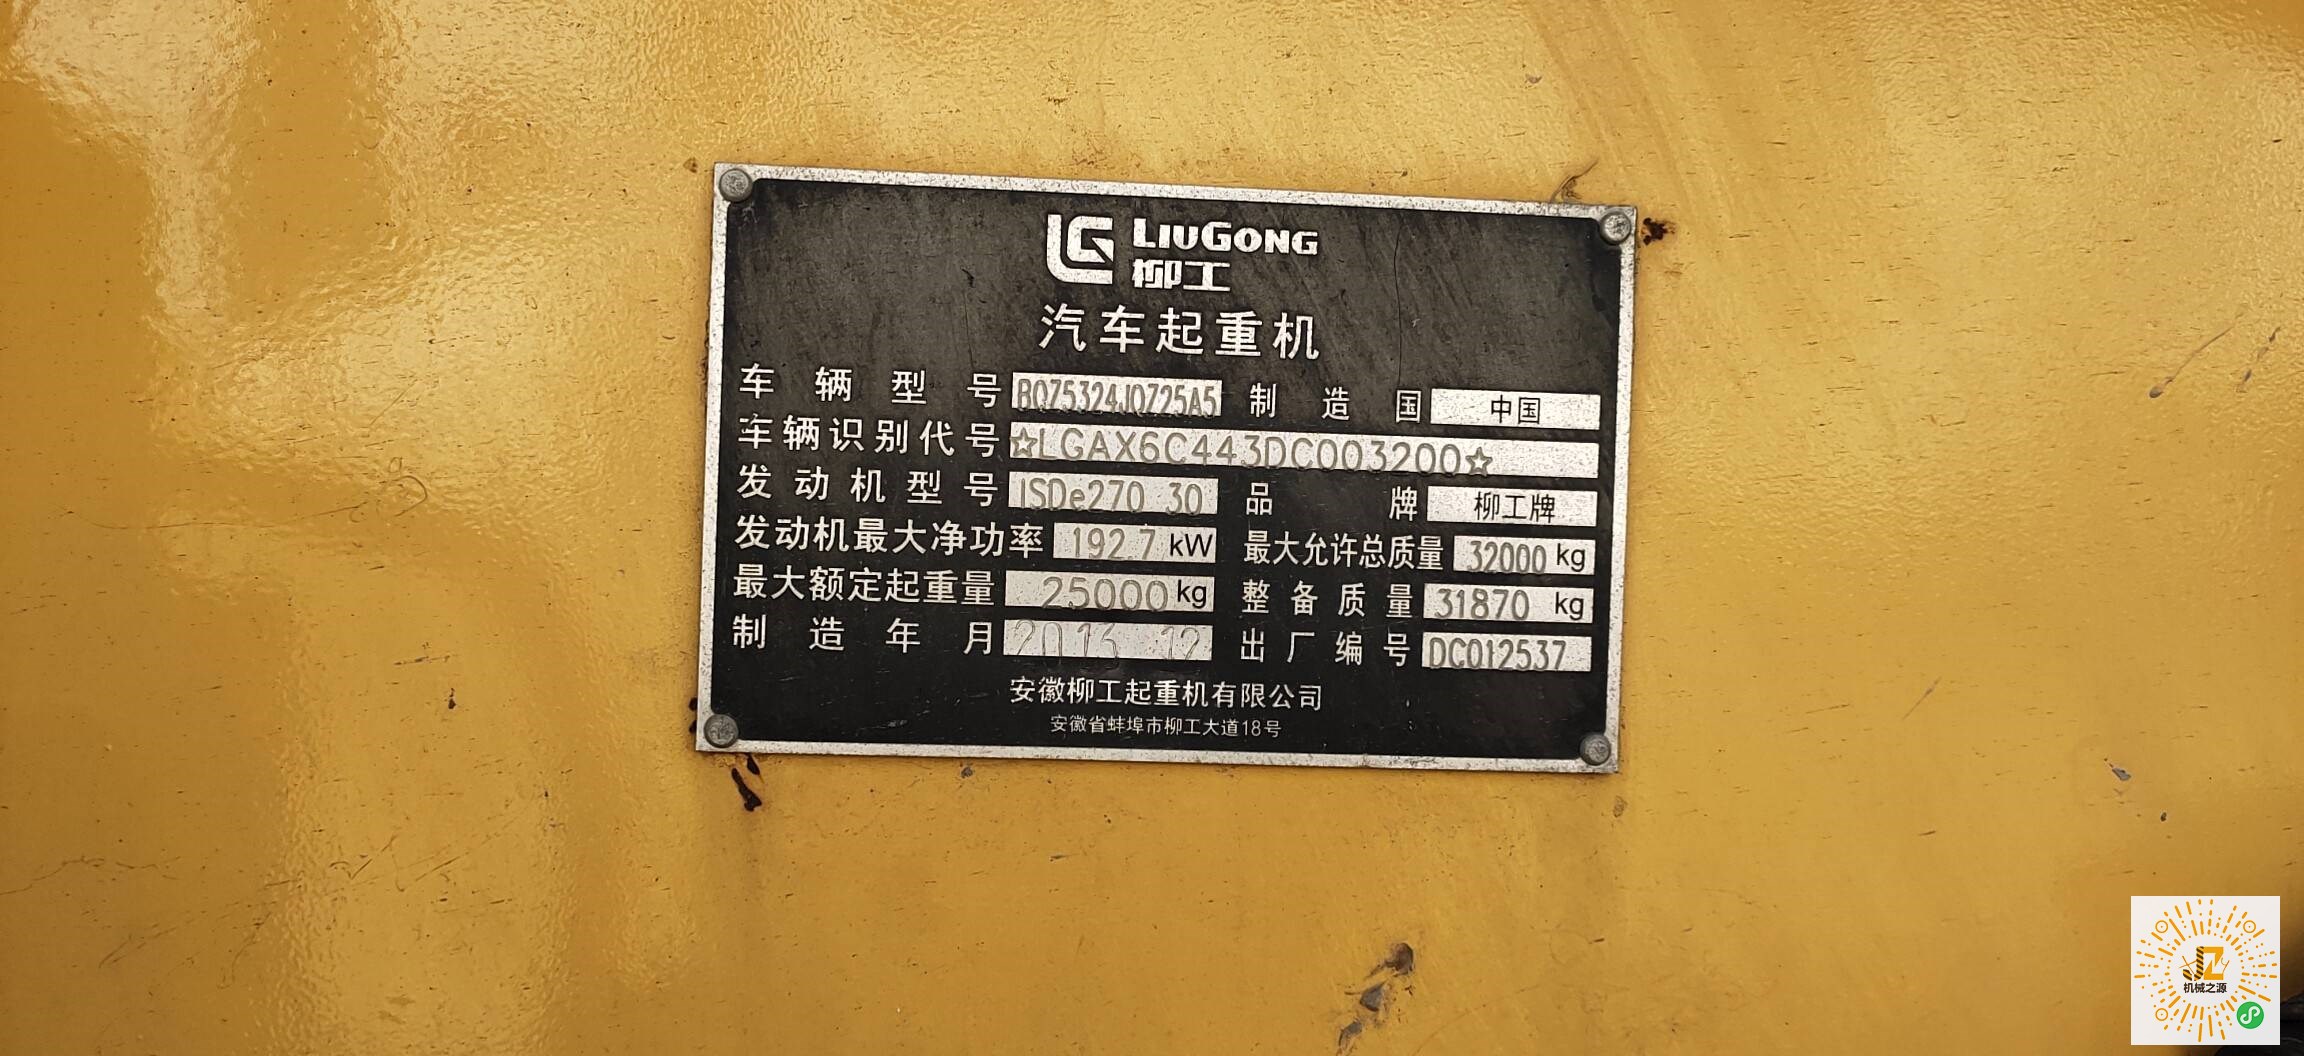 LG LIUGONG
柳工
汽车起重机
车辆型号 BQZ5324JQZ25A5 制造国 中国
车辆识别代号 ☆LGAX6C443DC003200☆
发动机型号 ISDe270 30 品牌 柳工牌
发动机最大净功率 192.7 kW 最大允许总质量 32000 kg
最大额定起重量 25000 kg 整备质量 31870 kg
制造年月 2013 12 出厂编号 DC012537
安徽柳工起重机有限公司
安徽省蚌埠市柳工大道18号
JZ
机械之源